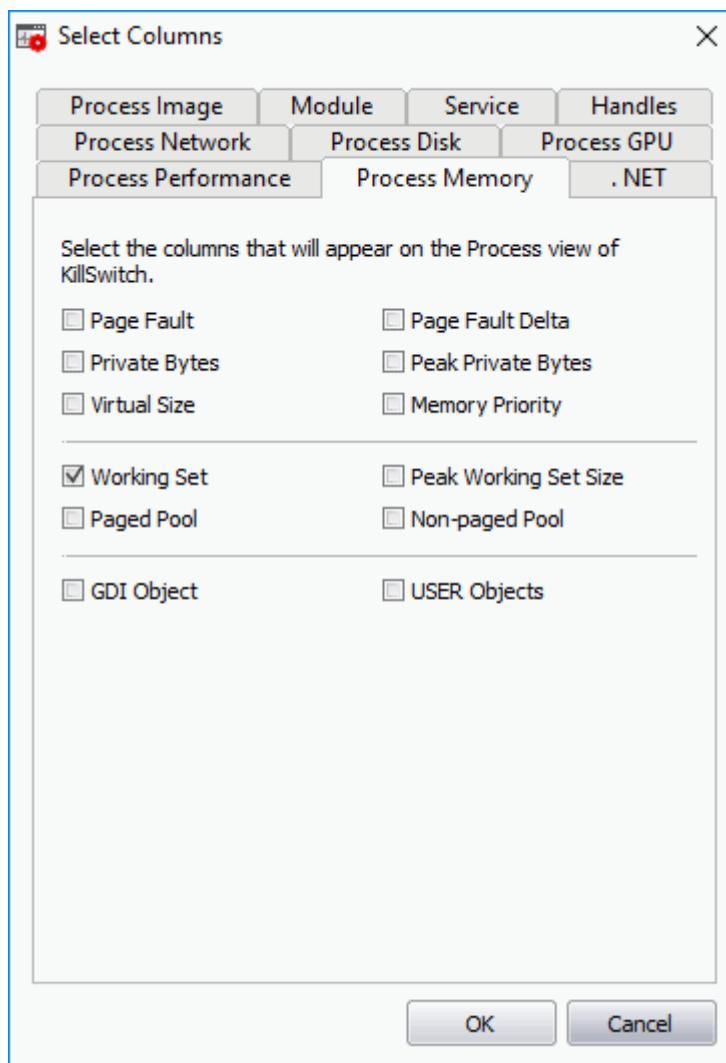 Select Columns
Process Image Module Service Handles
Process Network Process Disk Process GPU
Process Performance Process Memory . NET
Select the columns that will appear on the Process view of
KillSwitch.
Page Fault Page Fault Delta
Private Bytes Peak Private Bytes
Virtual Size Memory Priority
Working Set Peak Working Set Size
Paged Pool Non-paged Pool
GDI Object USER Objects
OK Cancel